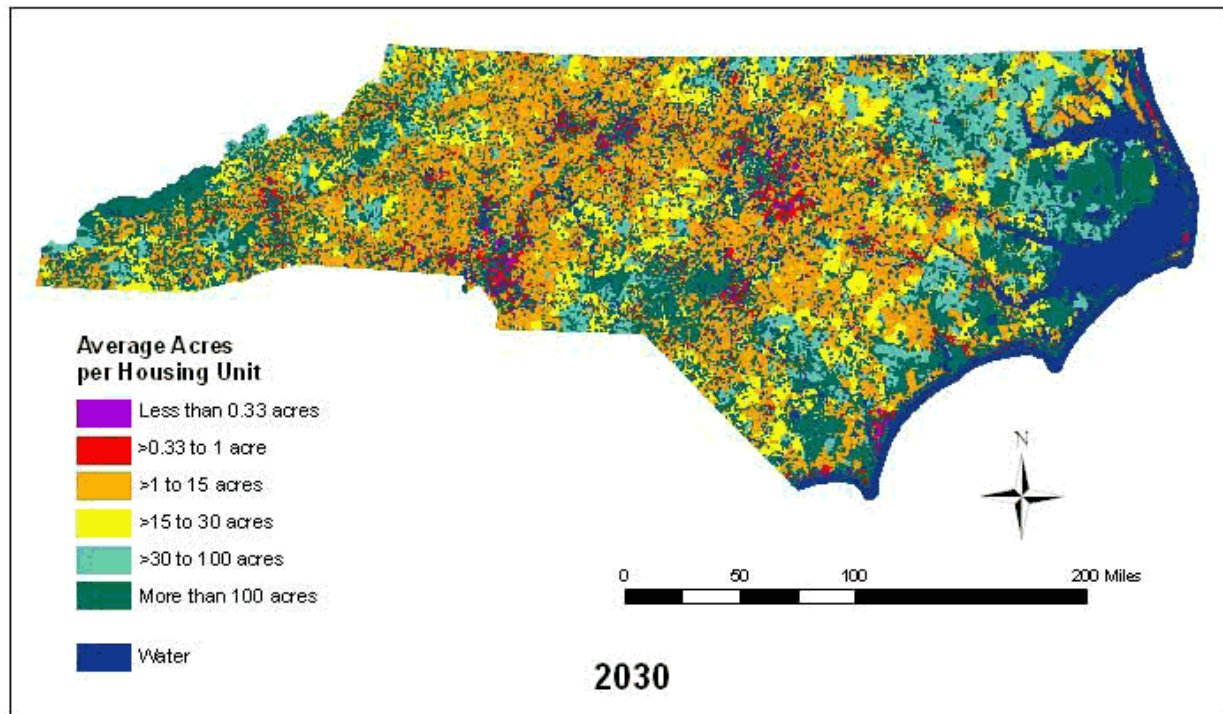 Average Acres
per Housing Unit
Less than 0.33 acres
>0.33 to 1 acre
>1 to 15 acres
>15 to 30 acres
>30 to 100 acres
More than 100 acres
Water
N
0 50 100 200 Miles
2030